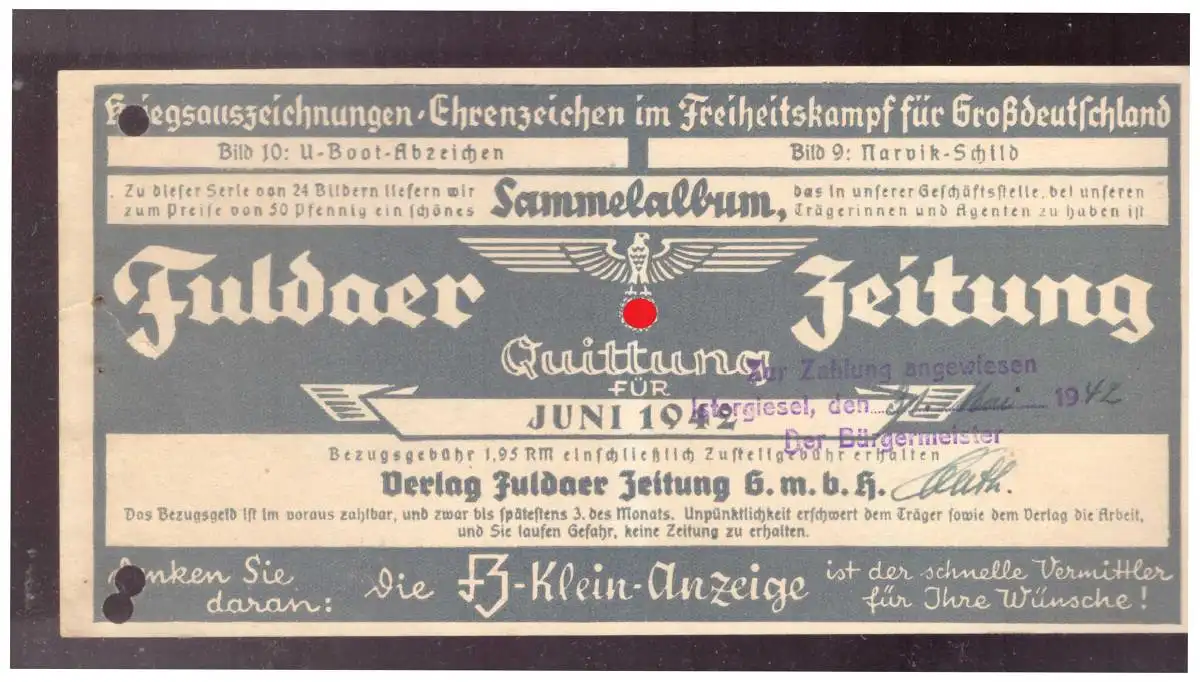 Kriegsauszeichnungen-Ehrenzeichen im Freiheitskampf für Großdeutschland
Bild 10: U-Boot-Abzeichen
Bild 9: Narvik-Schild
Zu dieser Serie von 24 Bildern liefern wir
zum Preise von 50 Pfennig ein schönes
Sammelalbum,
das in unserer Geschäftsstelle, bei unseren
Trägerinnen und Agenten zu haben ist
Fuldaer Zeitung
Quittung
FÜR
JUNI 1942
Zur Zahlung angewiesen
Istergiesel, den Mai 1942
Der Bürgermeister
Bezugsgebühr 1,95 RM einschließlich Zustellgebühr erhalten
Verlag Fuldaer Zeitung G.m.b.H.
Das Bezugsgeld ist im voraus zahlbar, und zwar bis spätestens 3. des Monats. Unpünktlichkeit erschwert dem Träger sowie dem Verlag die Arbeit,
und Sie laufen Gefahr, keine Zeitung zu erhalten.
Denken Sie
daran:
Die FZ-Klein-Anzeige
ist der schnelle Vermittler
für Ihre Wünsche!